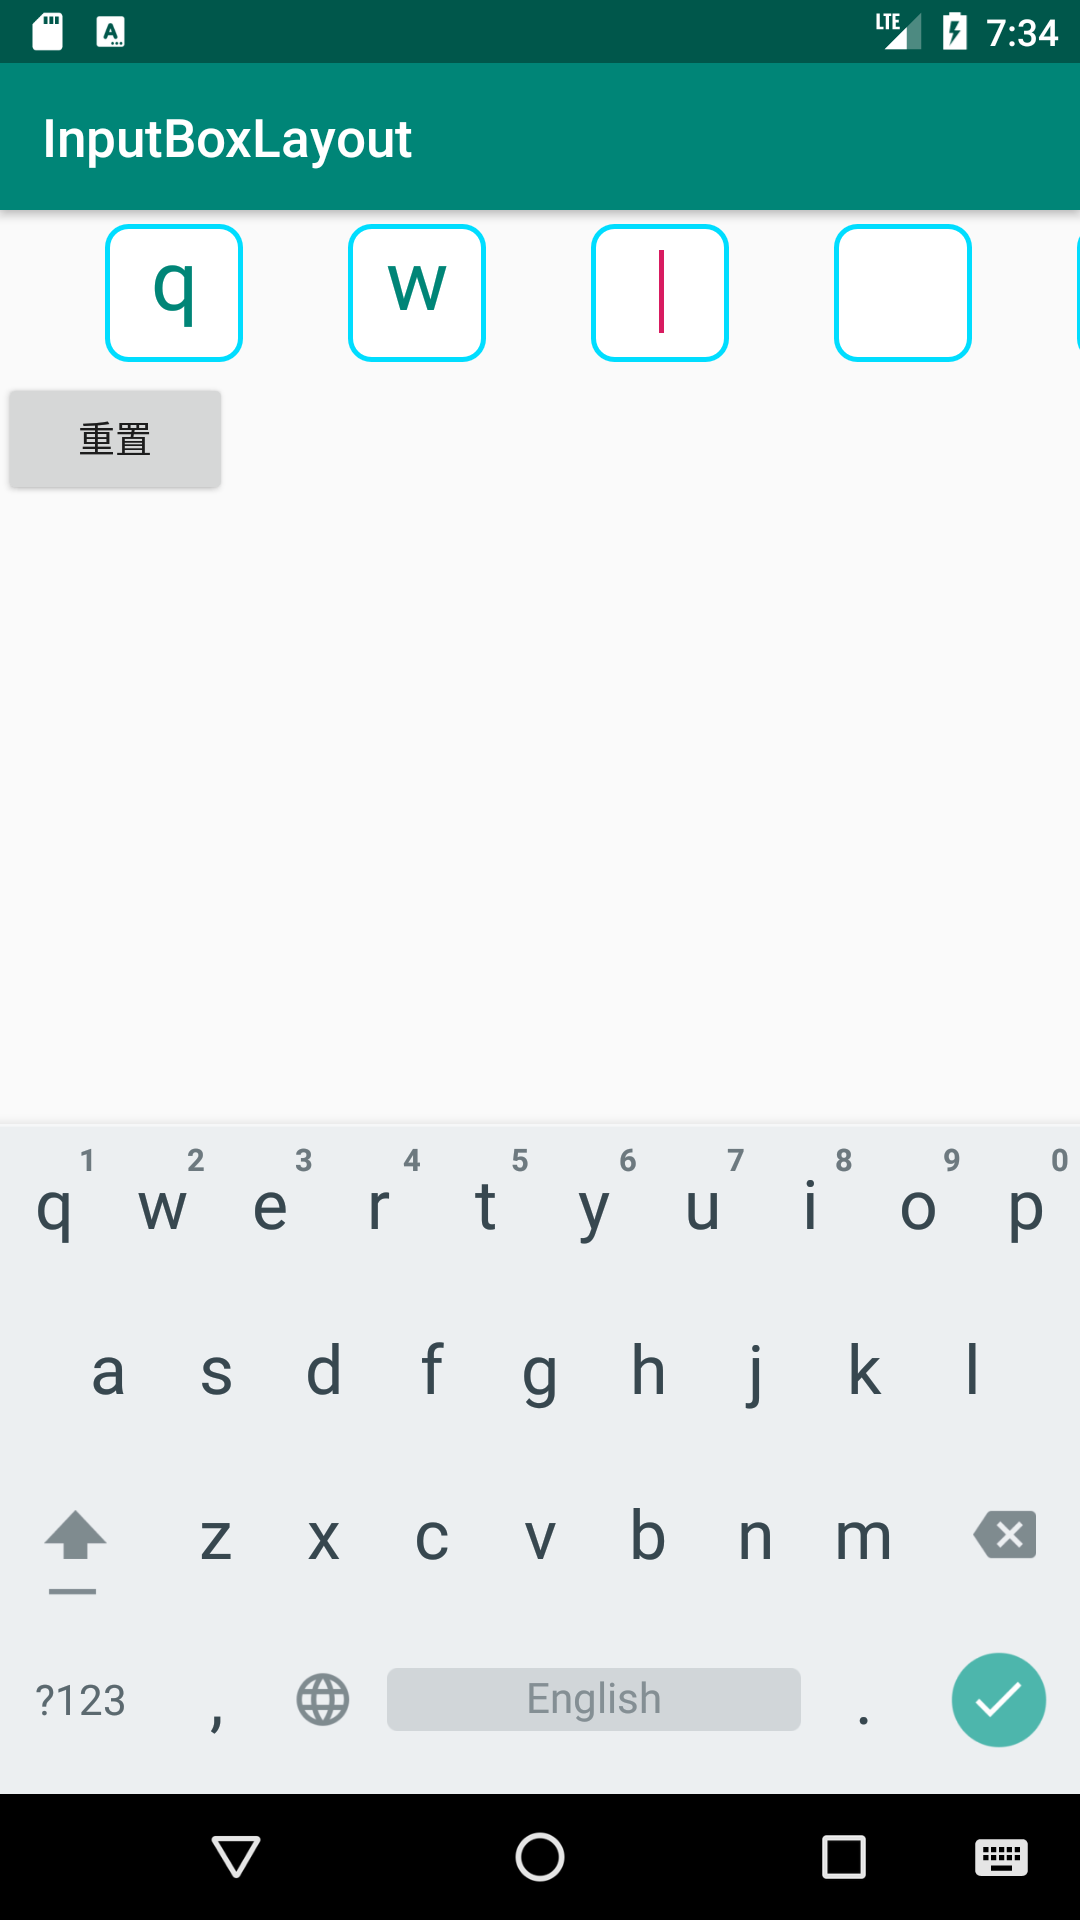 LTE 7:34
InputBoxLayout
q w
重置
1 2 3 4 5 6 7 8 9 0
q w e r t y u i o p
a s d f g h j k l
z x c v b n m
?123 , English .